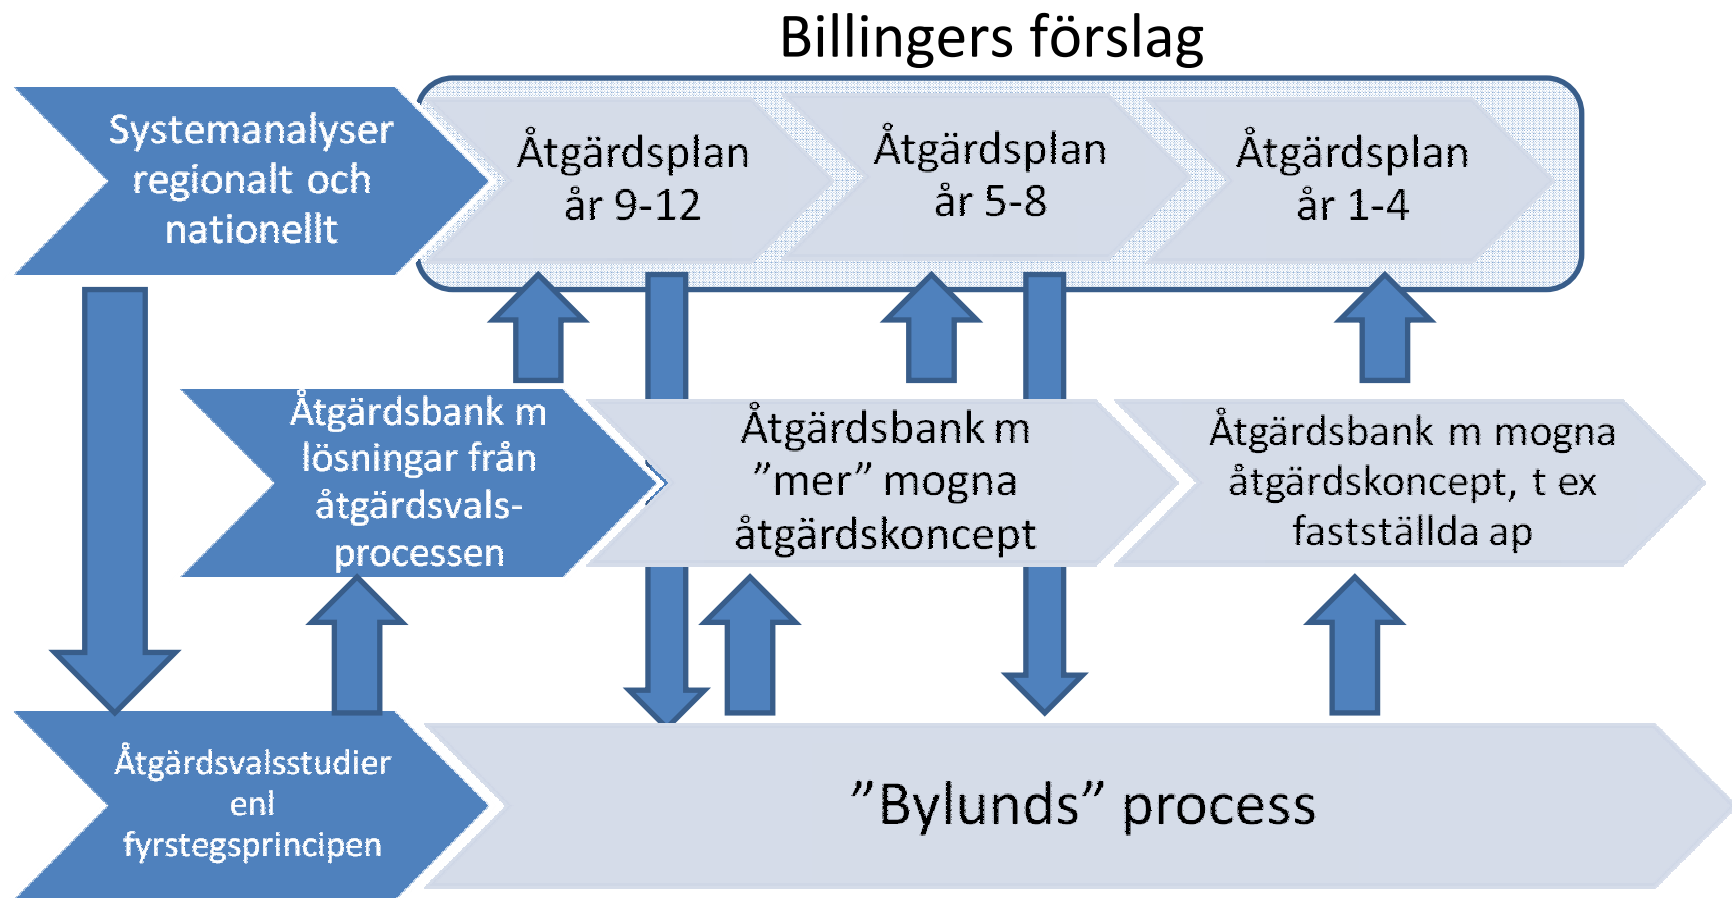 Billingers förslag
Systemanalyser
regionalt och
nationellt
Åtgärdsplan
år 9-12
Åtgärdsplan
år 5-8
Åtgärdsplan
år 1-4
Åtgärdsbank m
lösningar från
åtgärdsvals-
processen
Åtgärdsbank m
”mer” mogna
åtgärdskoncept
Åtgärdsbank m mogna
åtgärdskoncept, t ex
fastställda ap
Åtgärdsvalsstudier
enl
fyrstegsprincipen
”Bylunds” process